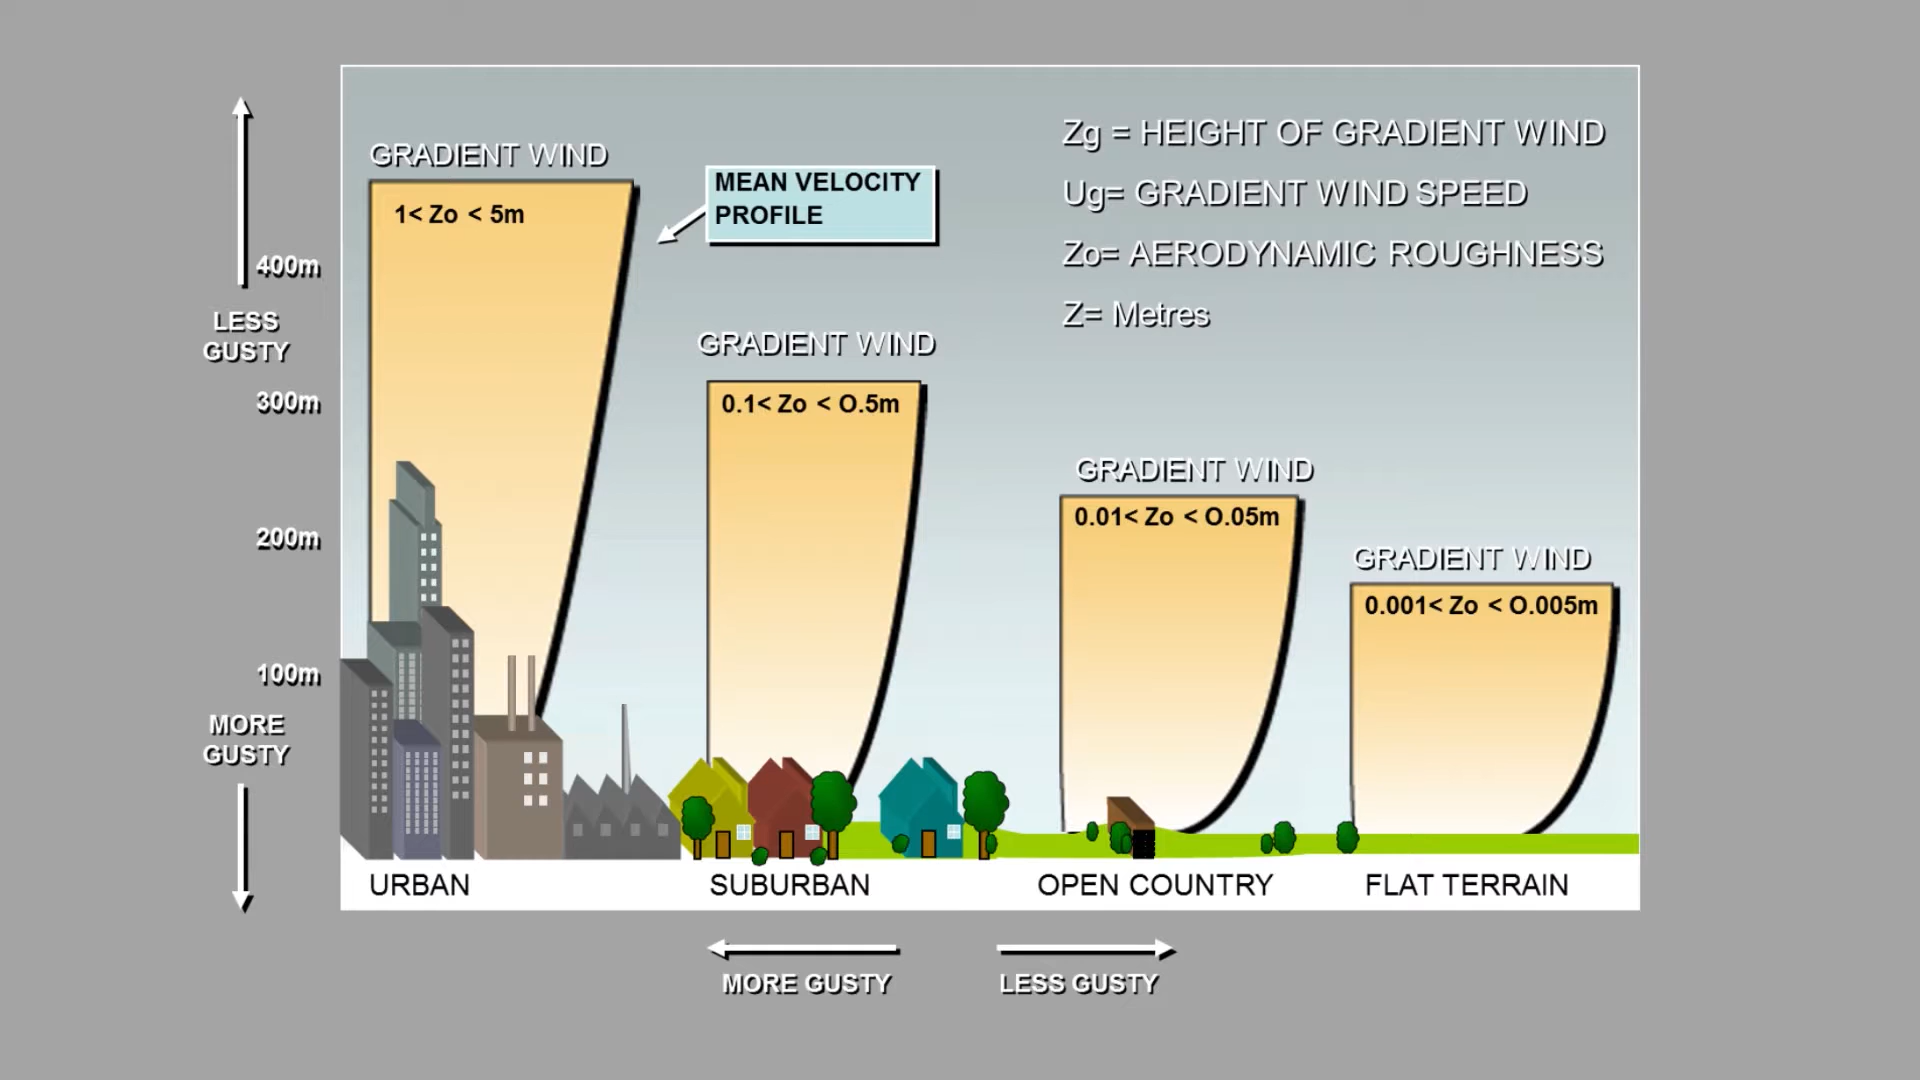 Zg = HEIGHT OF GRADIENT WIND
Ug= GRADIENT WIND SPEED
Zo= AERODYNAMIC ROUGHNESS
Z= Metres
GRADIENT WIND
1< Zo < 5m
MEAN VELOCITY
PROFILE
400m
LESS
GUSTY
300m
200m
100m
MORE
GUSTY
GRADIENT WIND
0.1< Zo < O.5m
GRADIENT WIND
0.01< Zo < O.05m
GRADIENT WIND
0.001< Zo < O.005m
URBAN
SUBURBAN
OPEN COUNTRY
FLAT TERRAIN
MORE GUSTY
LESS GUSTY